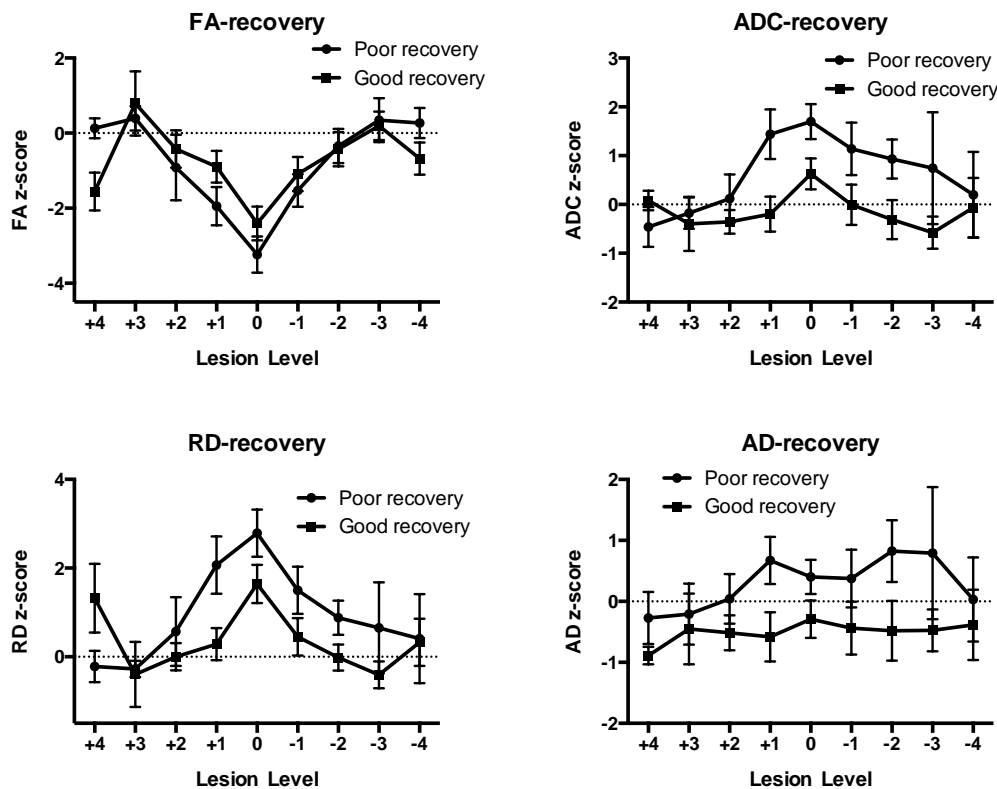 FA-recovery
Poor recovery
Good recovery
2
0
-2
-4
FA z-score
+4 +3 +2 +1 0 -1 -2 -3 -4
Lesion Level
ADC-recovery
Poor recovery
Good recovery
3
2
1
0
-1
-2
ADC z-score
+4 +3 +2 +1 0 -1 -2 -3 -4
Lesion Level
RD-recovery
Poor recovery
Good recovery
4
2
0
RD z-score
+4 +3 +2 +1 0 -1 -2 -3 -4
Lesion Level
AD-recovery
Poor recovery
Good recovery
2
1
0
-1
-2
AD z-score
+4 +3 +2 +1 0 -1 -2 -3 -4
Lesion Level